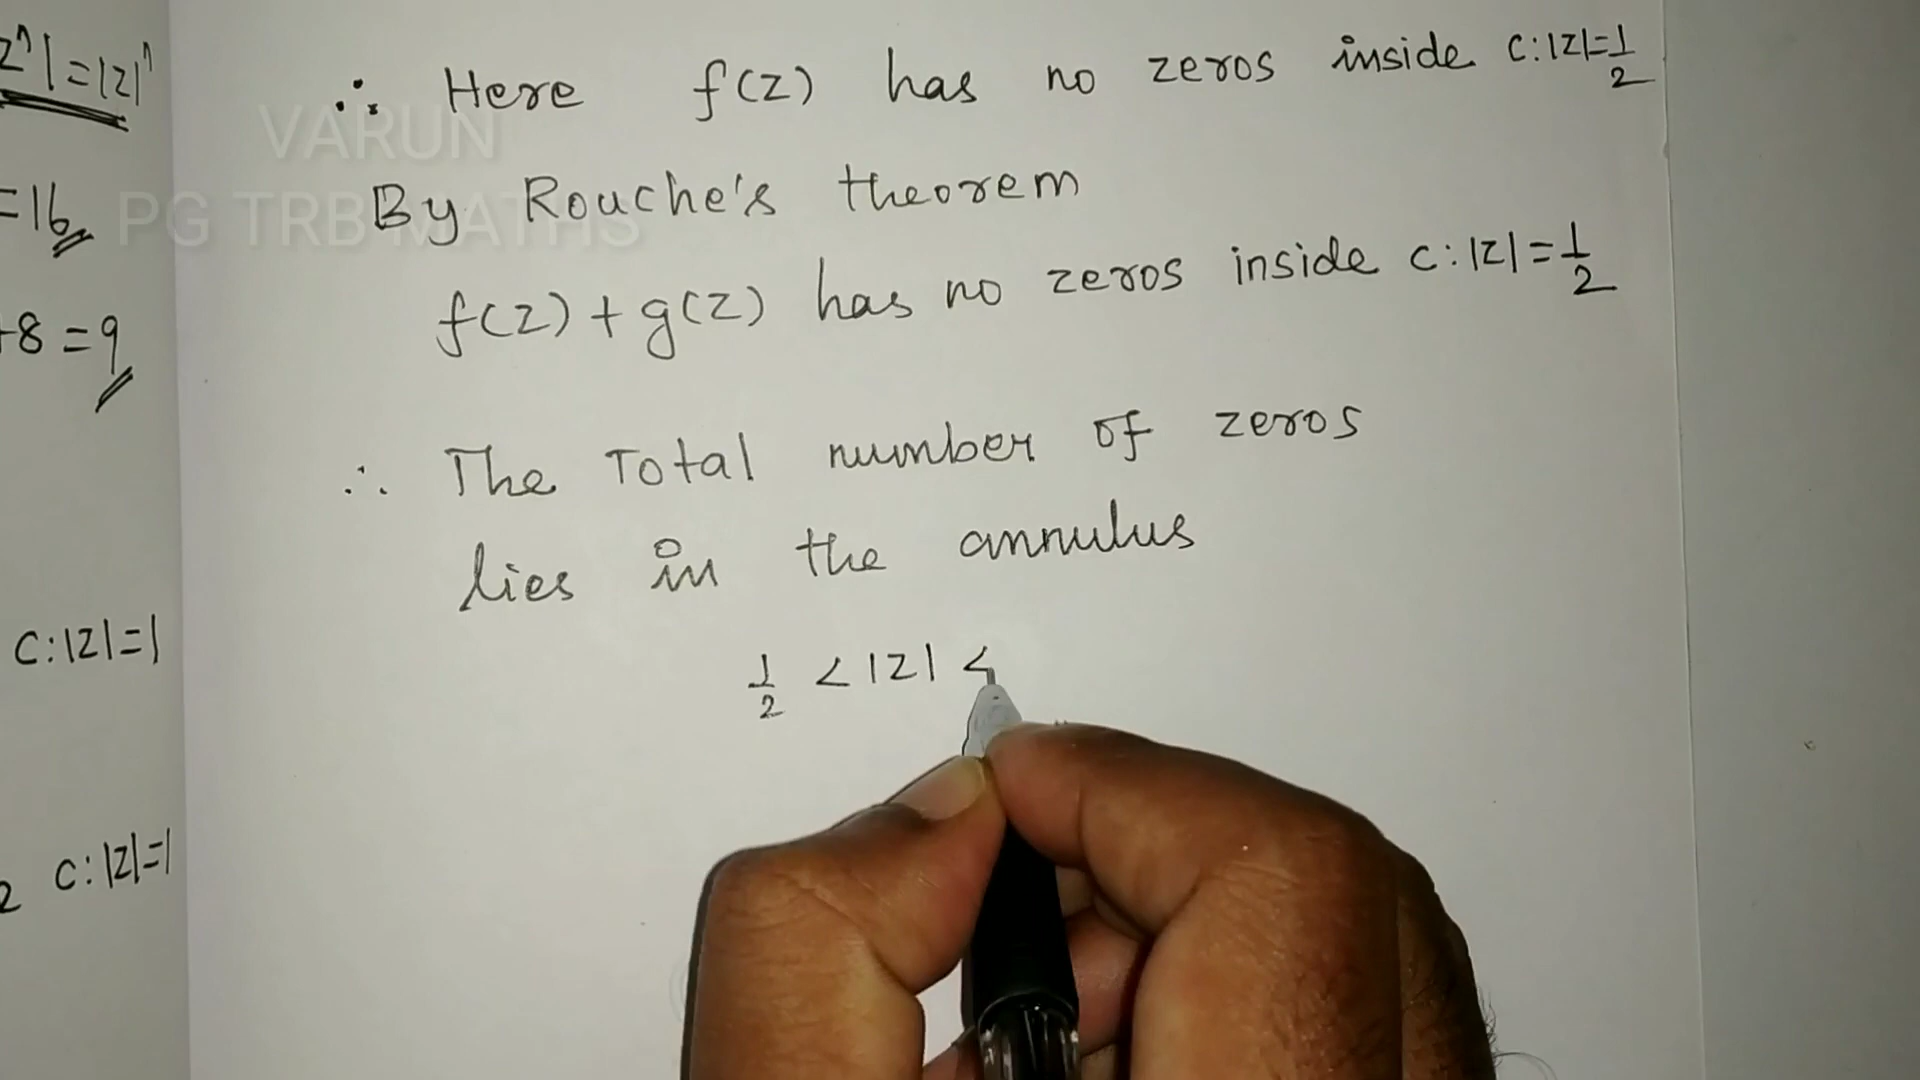 zⁿ| = |z|ⁿ
=16
+8 = 9
C:|z|=1
2 C:|z|=1
∴ Here f(z) has no zeros inside C:|z|=1/2
By Rouche's theorem
f(z)+g(z) has no zeros inside C:|z|=1/2
∴ The Total number of zeros
lies in the annulus
1/2 < |z| <
VARUN
PG TRB MATHS